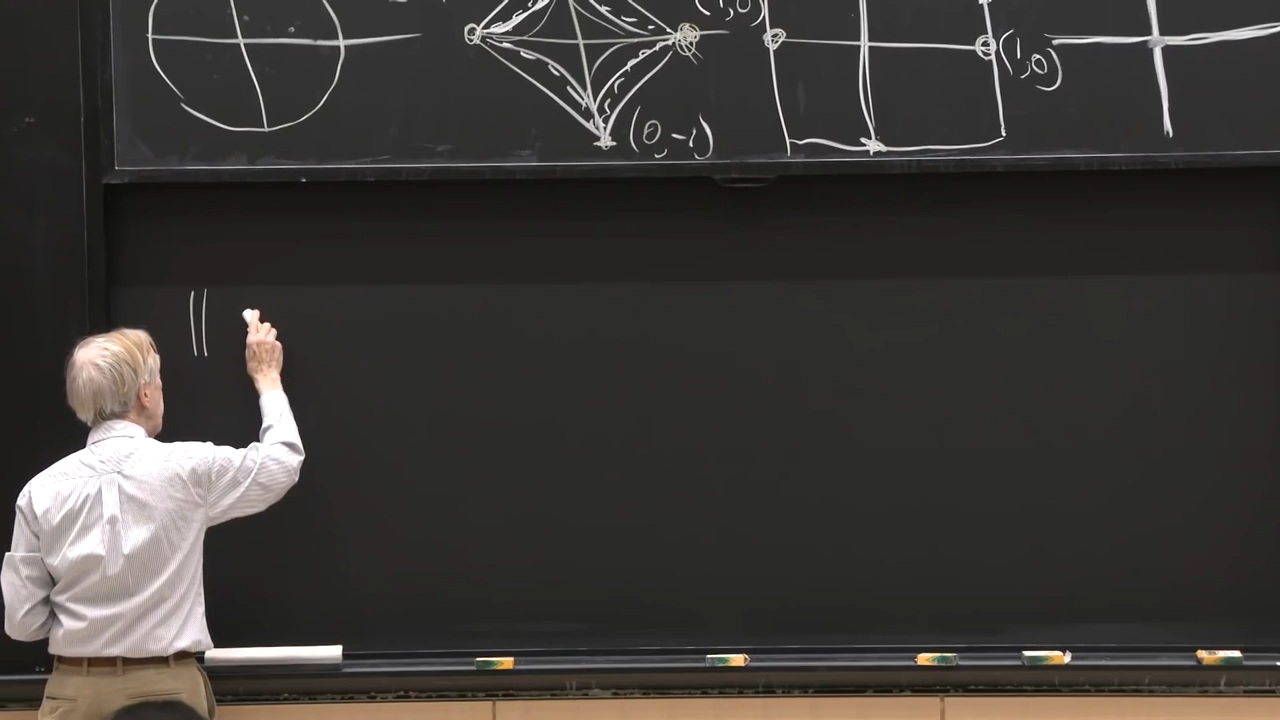 (1,0)
(1,0)
(0,-1)
||